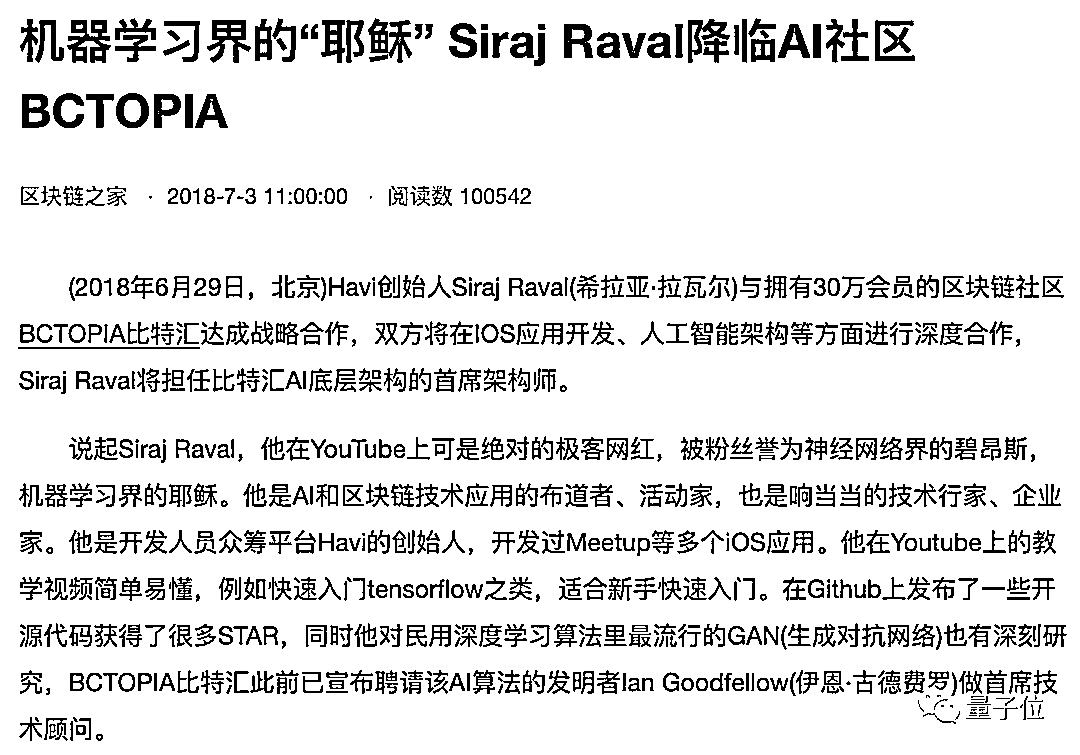 机器学习界的“耶稣” Siraj Raval降临AI社区
BCTOPIA
区块链之家 · 2018-7-3 11:00:00 · 阅读数 100542
(2018年6月29日，北京)Havi创始人Siraj Raval(希拉亚·拉瓦尔)与拥有30万会员的区块链社区
BCTOPIA比特汇达成战略合作，双方将在IOS应用开发、人工智能架构等方面进行深度合作，
Siraj Raval将担任比特汇AI底层架构的首席架构师。
说起Siraj Raval，他在YouTube上可是绝对的极客网红，被粉丝誉为神经网络界的碧昂斯，
机器学习界的耶稣。他是AI和区块链技术应用的布道者、活动家，也是响当当的技术行家、企业
家。他是开发人员众筹平台Havi的创始人，开发过Meetup等多个iOS应用。他在Youtube上的教
学视频简单易懂，例如快速入门tensorflow之类，适合新手快速入门。在Github上发布了一些开
源代码获得了很多STAR，同时他对民用深度学习算法里最流行的GAN(生成对抗网络)也有深刻研
究，BCTOPIA比特汇此前已宣布聘请该AI算法的发明者Ian Goodfellow(伊恩·古德费罗)做首席技
术顾问。
量子位